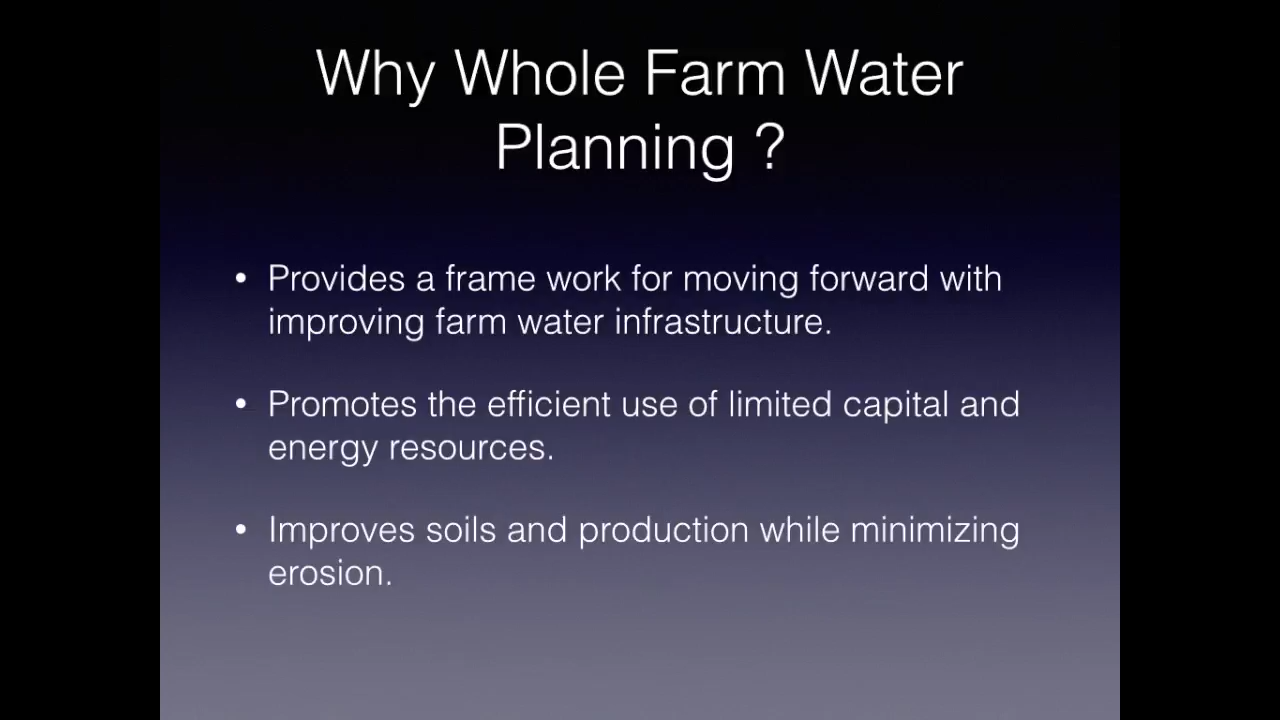 Why Whole Farm Water
Planning ?
• Provides a frame work for moving forward with
improving farm water infrastructure.
• Promotes the efficient use of limited capital and
energy resources.
• Improves soils and production while minimizing
erosion.